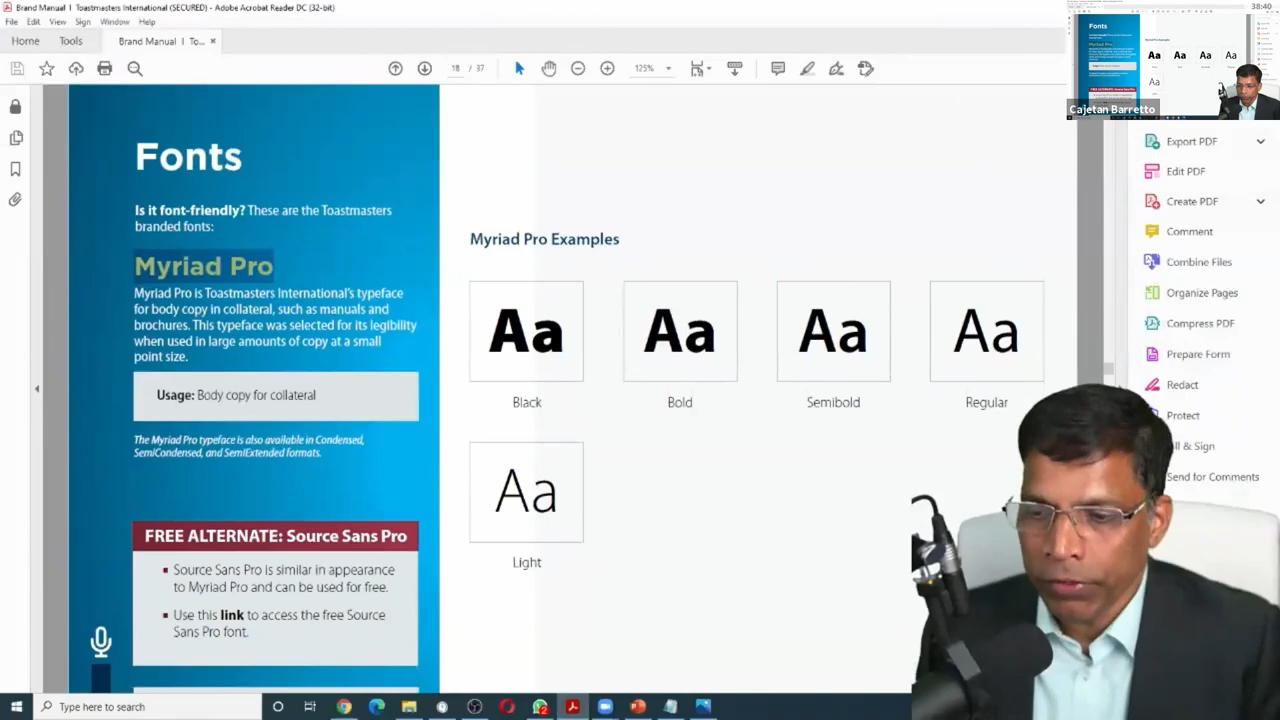 Brand Manual I Toastmasters International (SECURED) - Adobe Acrobat Reader DC (32-bit)
File Edit View Sign Window Help
Home Tools Brand Manual I To... ×
38:40
Cajetan Barretto
Fonts
Is it font-friendly? These are the Toastmasters
branded fonts:
Myriad Pro
Myriad Pro is Toastmasters International's typeface
for body copy in collateral, such as manuals and
brochures. This typeface was selected for its legibility
when used in large amounts of copy at a small
point size.
Usage: Body copy for collateral
The Myriad Pro typeface is also available in Condensed,
SemiCondensed, and SemiExtended formats.
FREE ALTERNATE: Source Sans Pro
Source Sans Pro is similar in appearance
to Myriad Pro and can be used for free.
Use this link to access the free Source
Sans Pro font.
Myriad Pro Examples
Aa Aa Aa Aa
Black Bold Semibold Regular
Aa
Light
Export PDF
Edit PDF
Create PDF
Comment
Combine Files
Organize Pages
Compress PDF
Prepare Form
Redact
Protect
ll & Sign
Send for Comments
Type here to search